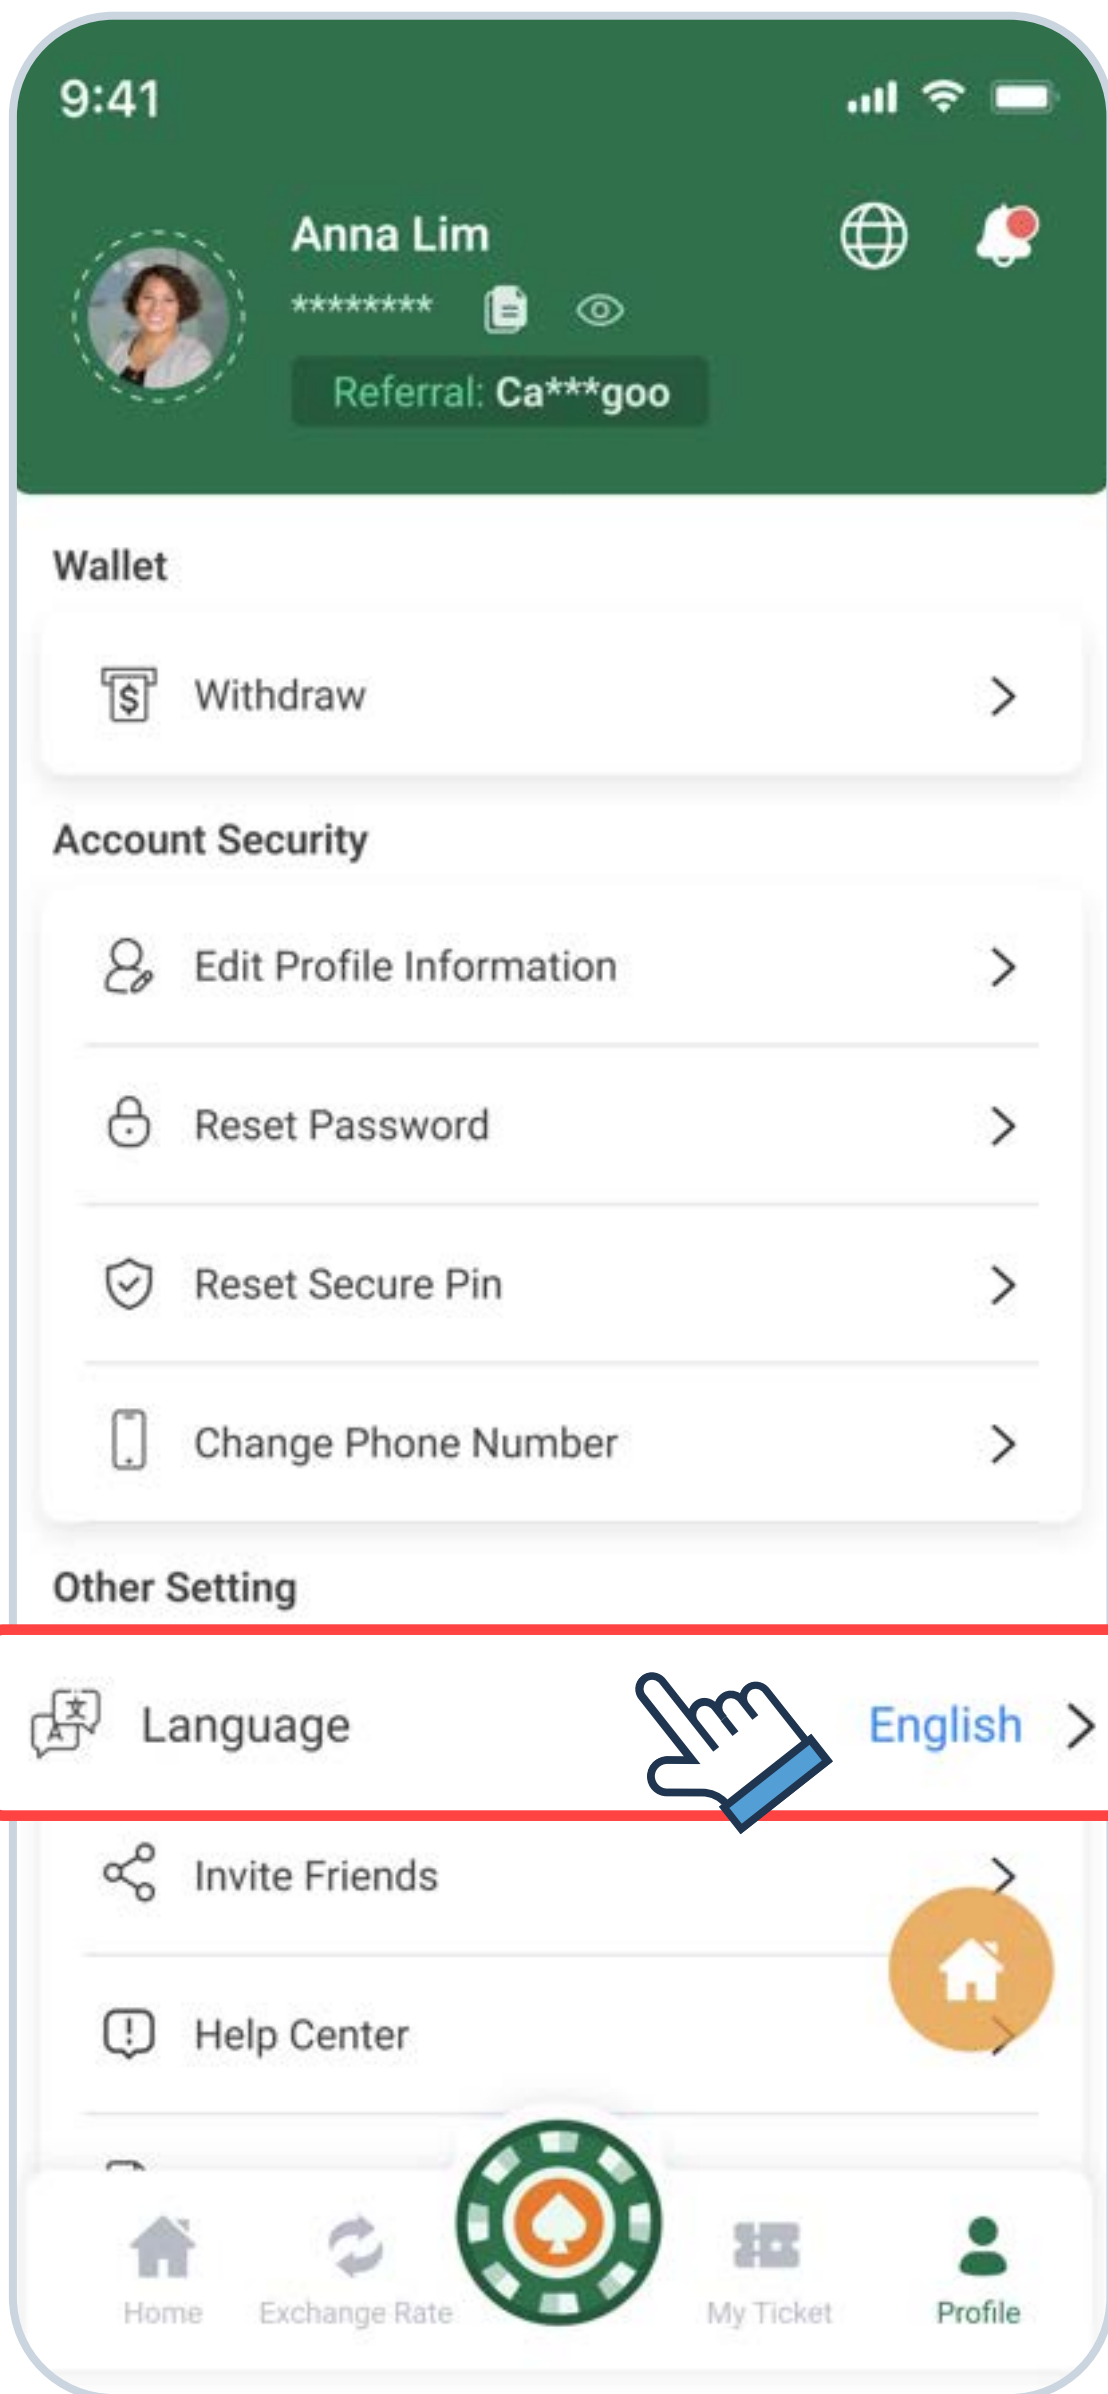 9:41
Anna Lim
********
Referral: Ca***goo
Wallet
Withdraw
Account Security
Edit Profile Information
Reset Password
Reset Secure Pin
Change Phone Number
Other Setting
Language English
Invite Friends
Help Center
Home Exchange Rate My Ticket Profile